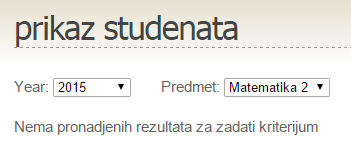 prikaz studenata
Year: 2015 Predmet: Matematika 2
Nema pronadjenih rezultata za zadati kriterijum